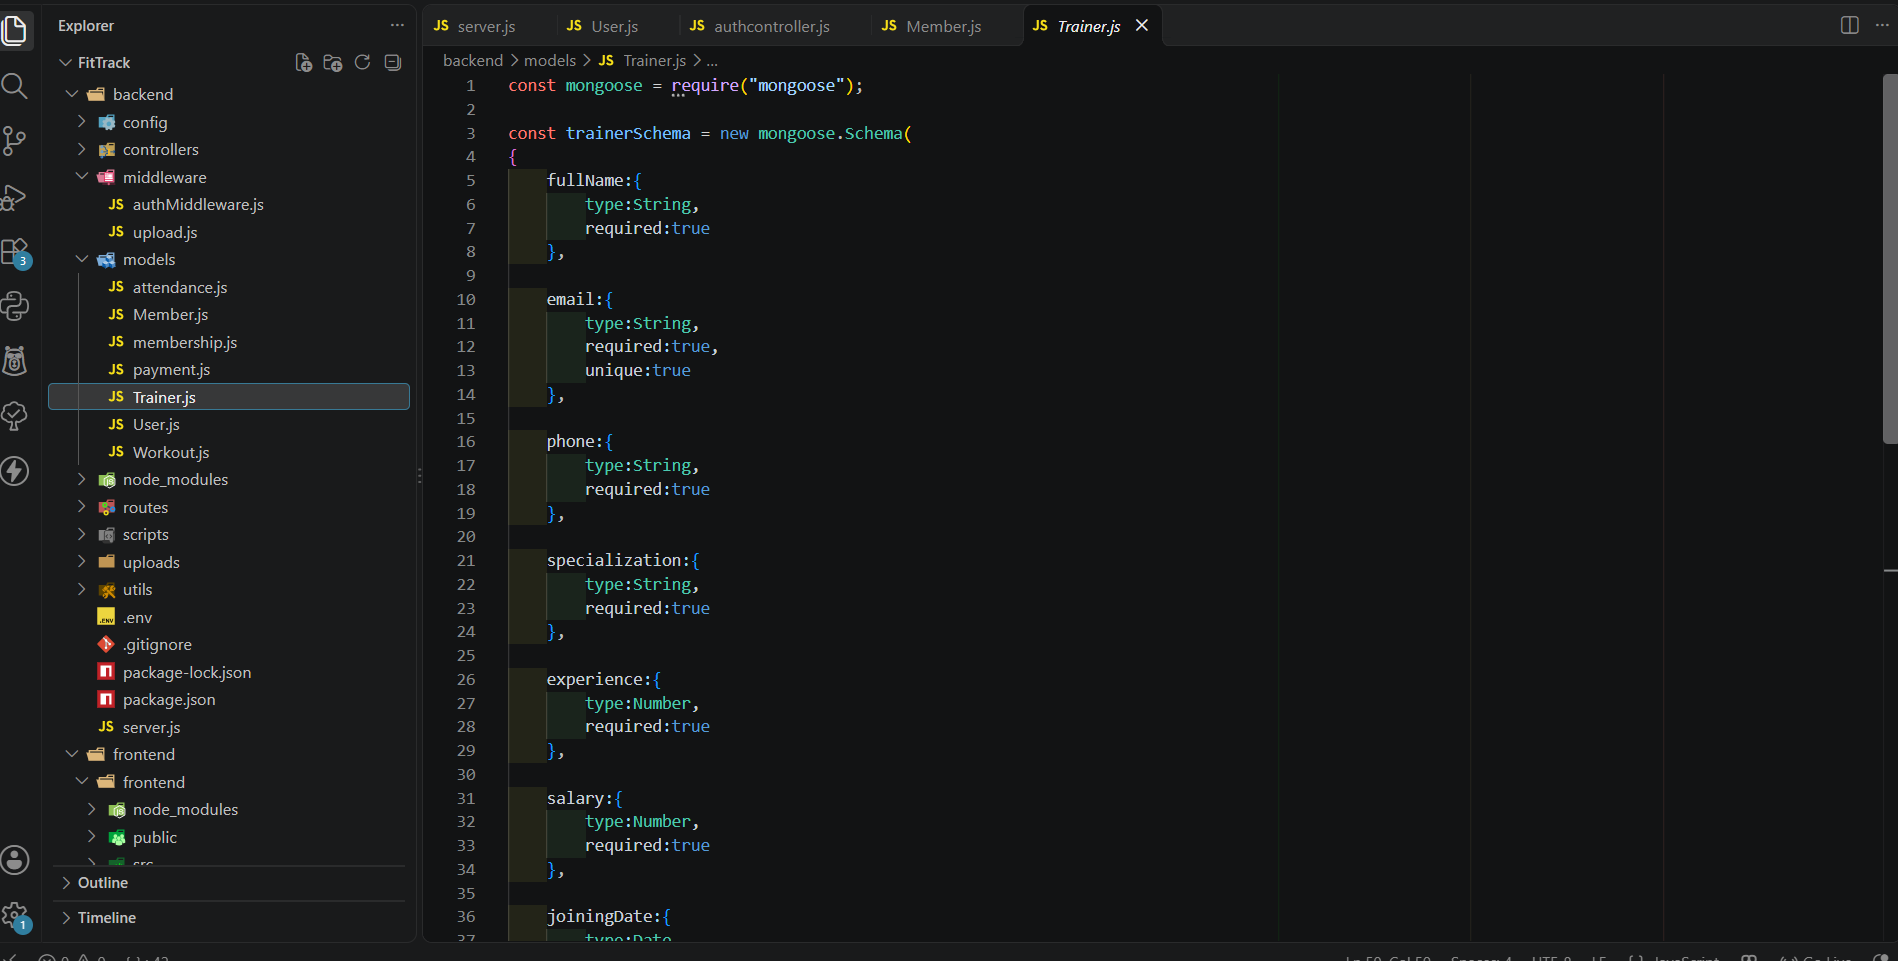 Explorer
FitTrack
backend
config
controllers
middleware
JS authMiddleware.js
JS upload.js
models
JS attendance.js
JS Member.js
JS membership.js
JS payment.js
JS Trainer.js
JS User.js
JS Workout.js
node_modules
routes
scripts
uploads
utils
.env
.gitignore
package-lock.json
package.json
JS server.js
frontend
frontend
node_modules
public
src
Outline
Timeline
3
1
JS server.js JS User.js JS authcontroller.js JS Member.js JS Trainer.js
backend > models > JS Trainer.js > ...
1 const mongoose = require("mongoose");
2
3 const trainerSchema = new mongoose.Schema(
4 {
5 fullName:{
6 type:String,
7 required:true
8 },
9
10 email:{
11 type:String,
12 required:true,
13 unique:true
14 },
15
16 phone:{
17 type:String,
18 required:true
19 },
20
21 specialization:{
22 type:String,
23 required:true
24 },
25
26 experience:{
27 type:Number,
28 required:true
29 },
30
31 salary:{
32 type:Number,
33 required:true
34 },
35
36 joiningDate:{
37 type:Date